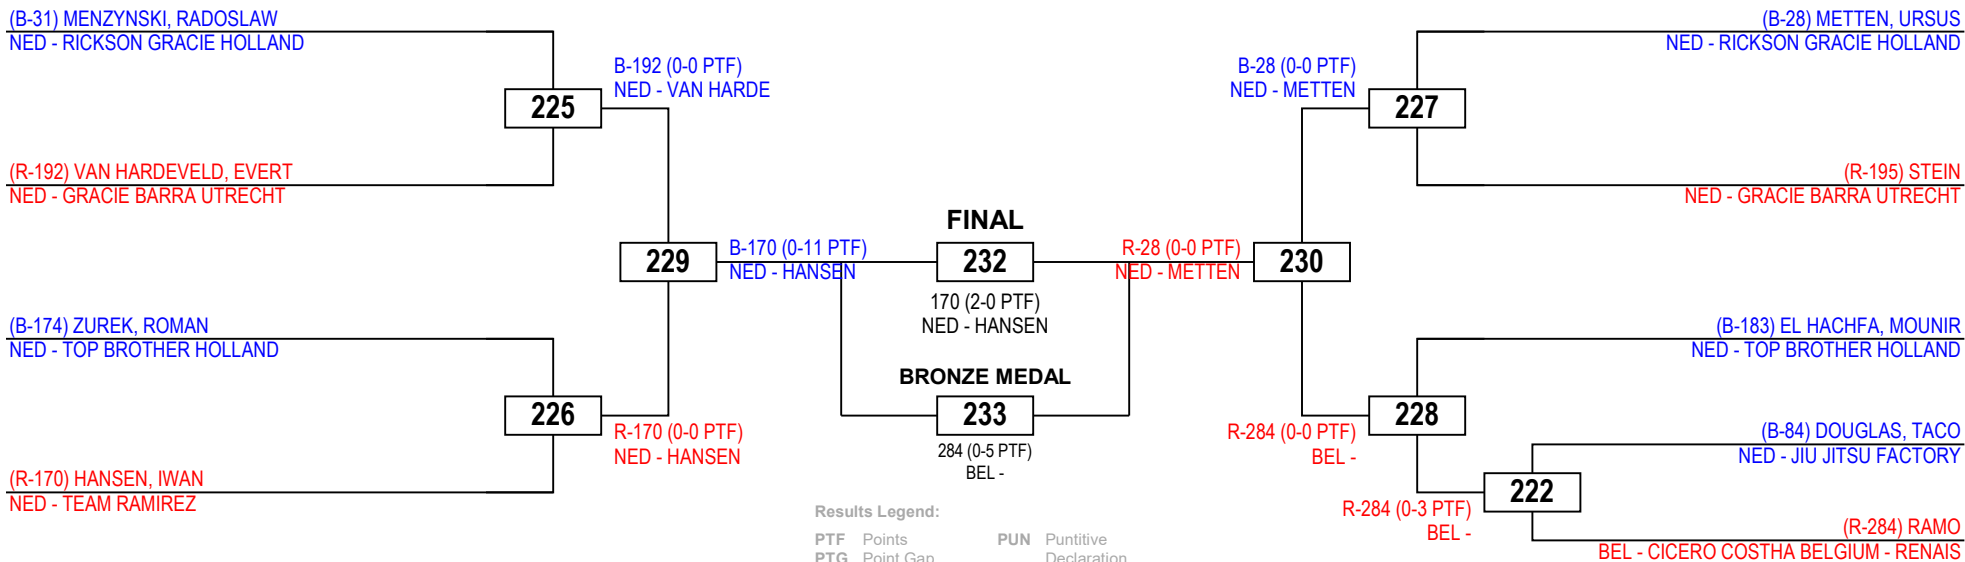 (B-31) MENZYNSKI, RADOSLAW
NED - RICKSON GRACIE HOLLAND
B-192 (0-0 PTF)
NED - VAN HARDE
225
(R-192) VAN HARDEVELD, EVERT
NED - GRACIE BARRA UTRECHT
229
B-170 (0-11 PTF)
NED - HANSEN
(B-174) ZUREK, ROMAN
NED - TOP BROTHER HOLLAND
226
R-170 (0-0 PTF)
NED - HANSEN
(R-170) HANSEN, IWAN
NED - TEAM RAMIREZ
FINAL
232
170 (2-0 PTF)
NED - HANSEN
BRONZE MEDAL
233
284 (0-5 PTF)
BEL -
(B-28) METTEN, URSUS
NED - RICKSON GRACIE HOLLAND
B-28 (0-0 PTF)
NED - METTEN
227
(R-195) STEIN
NED - GRACIE BARRA UTRECHT
R-28 (0-0 PTF)
NED - METTEN
230
(B-183) EL HACHFA, MOUNIR
NED - TOP BROTHER HOLLAND
228
R-284 (0-0 PTF)
BEL -
(B-84) DOUGLAS, TACO
NED - JIU JITSU FACTORY
222
R-284 (0-3 PTF)
BEL -
(R-284) RAMO
BEL - CICERO COSTHA BELGIUM - RENAIS
Results Legend:
PTF Points PUN Puntitive
PTG Point Gap Declaration